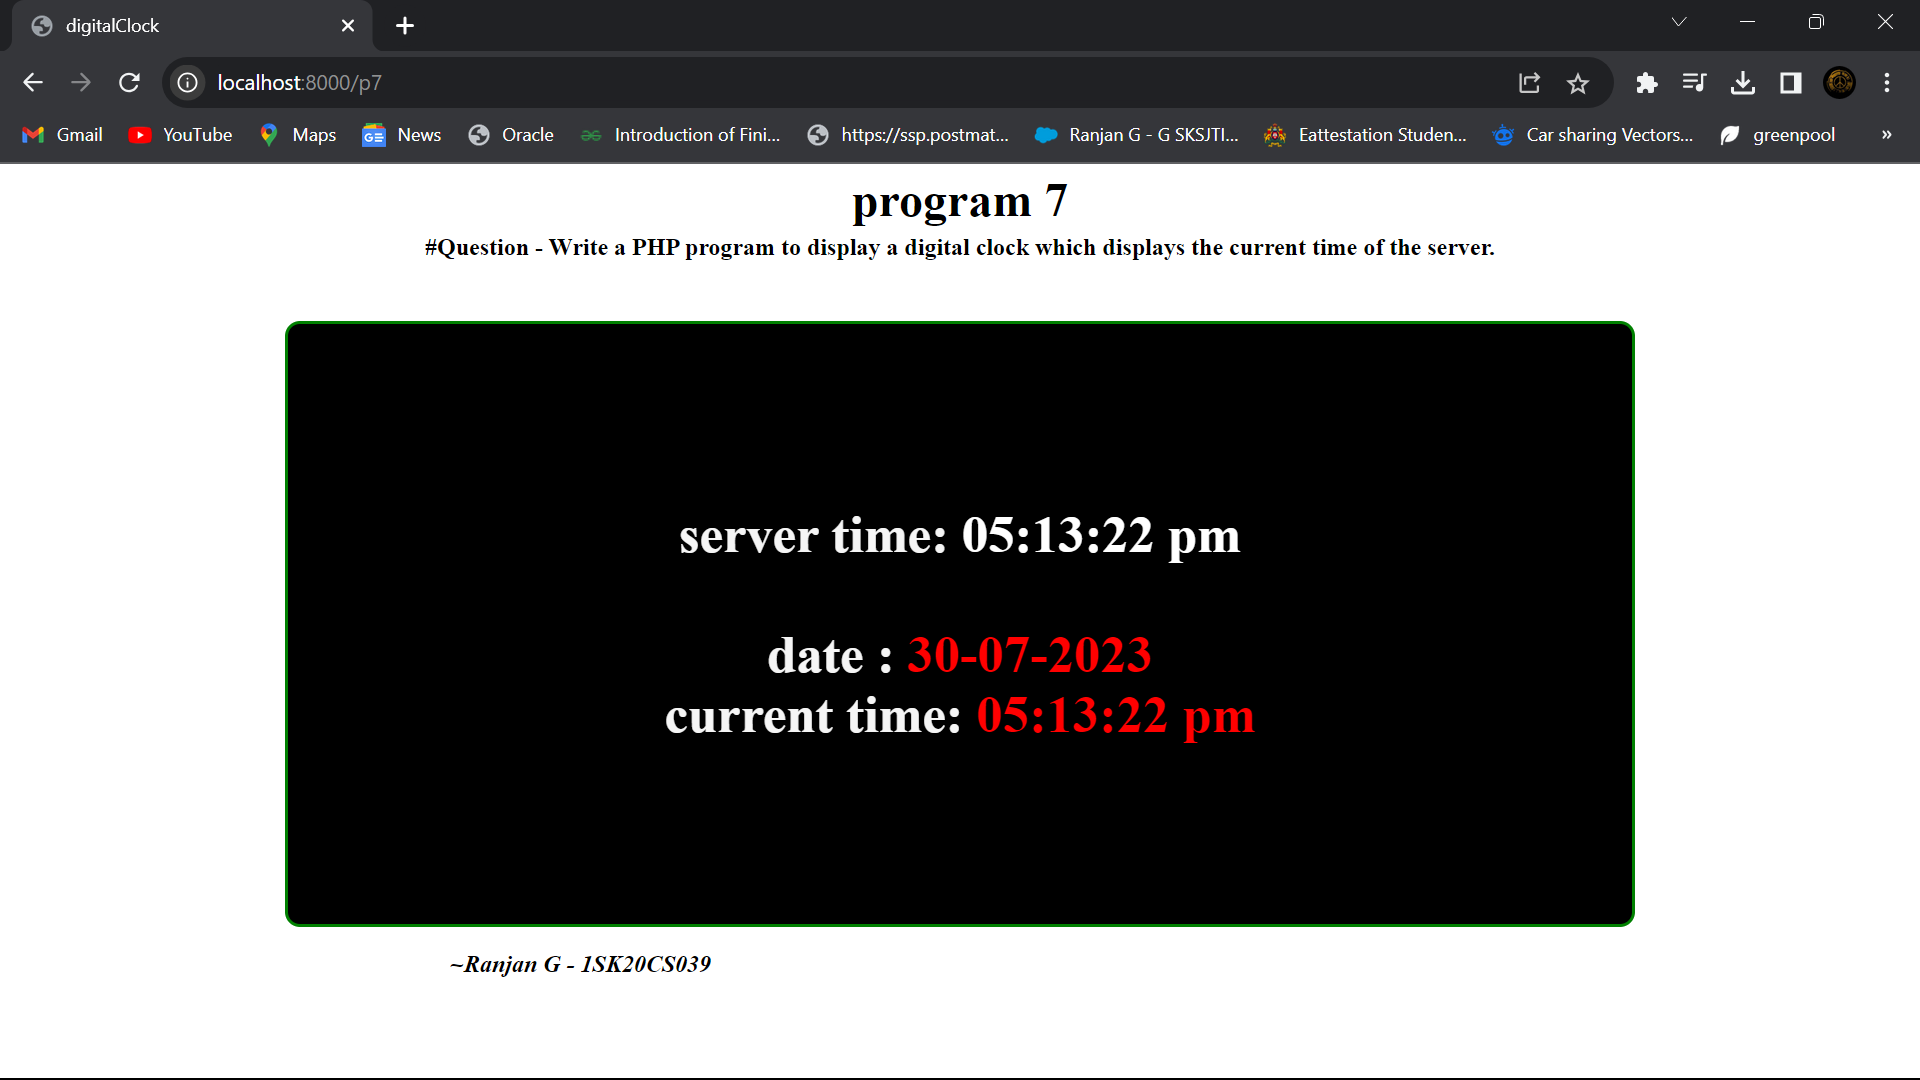 digitalClock
localhost:8000/p7
Gmail YouTube Maps News Oracle Introduction of Fini... https://ssp.postmat... Ranjan G - G SKSJTI... Eattestation Studen... Car sharing Vectors... greenpool »
program 7
#Question - Write a PHP program to display a digital clock which displays the current time of the server.
server time: 05:13:22 pm
date : 30-07-2023
current time: 05:13:22 pm
~Ranjan G - 1SK20CS039